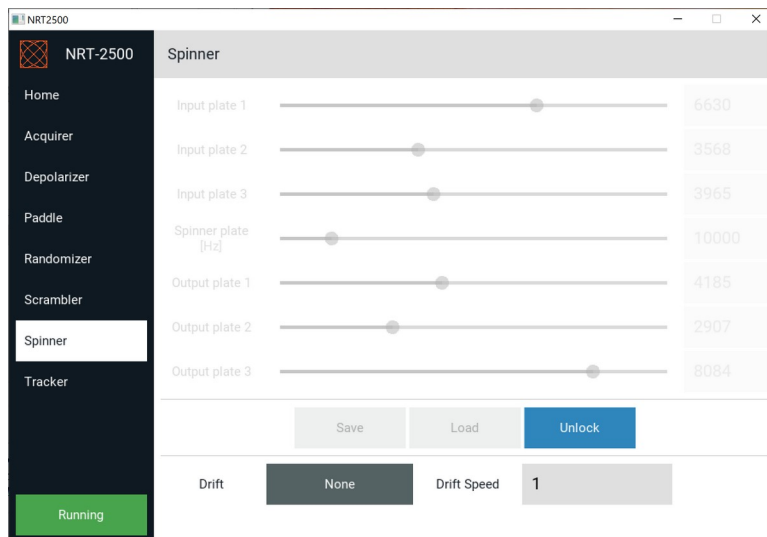 NRT2500
NRT-2500
Spinner
Home
Acquirer
Depolarizer
Paddle
Randomizer
Scrambler
Spinner
Tracker
Running
Input plate 1
6630
Input plate 2
3568
Input plate 3
3965
Spinner plate
[Hz]
10000
Output plate 1
4185
Output plate 2
2907
Output plate 3
8084
Save
Load
Unlock
Drift
None
Drift Speed
1